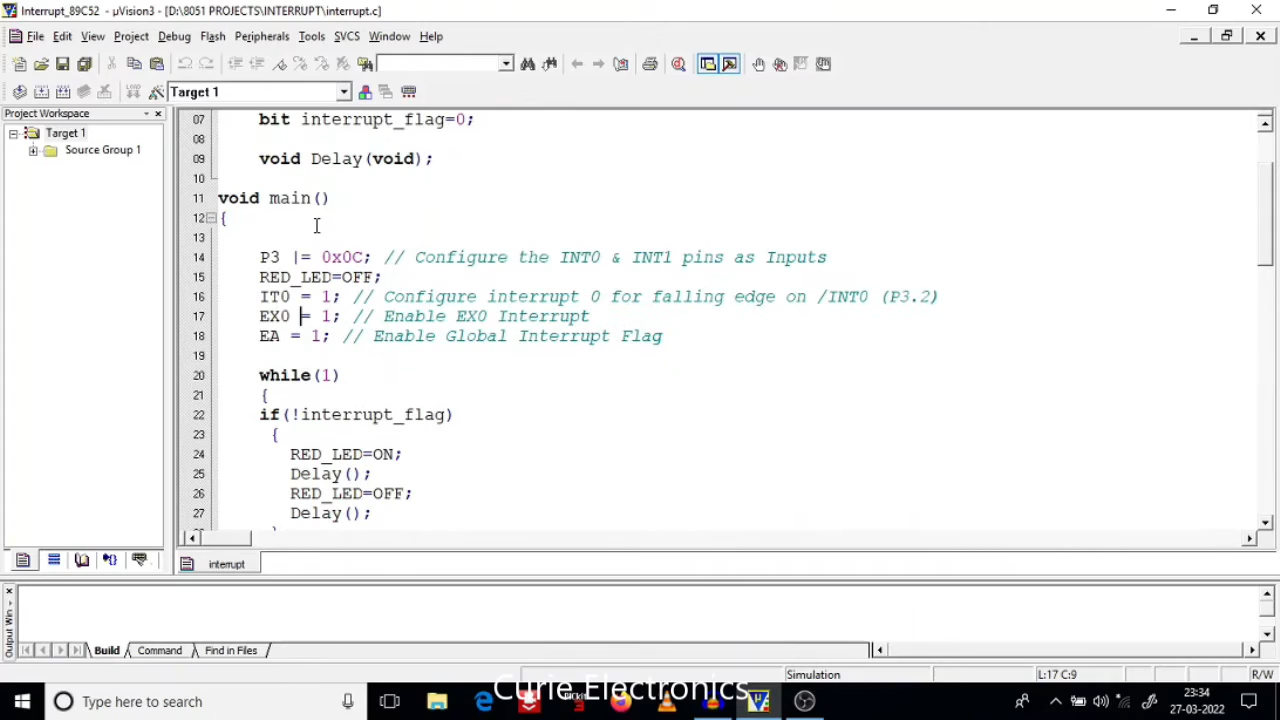 Interrupt_89C52 - µVision3 - [D:\8051 PROJECTS\INTERRUPT\interrupt.c]
File Edit View Project Debug Flash Peripherals Tools SVCS Window Help
Target 1
Project Workspace
Target 1
Source Group 1
07 bit interrupt_flag=0;
08
09 void Delay(void);
10
11 void main()
12 {
13
14 P3 |= 0x0C; // Configure the INT0 & INT1 pins as Inputs
15 RED_LED=OFF;
16 IT0 = 1; // Configure interrupt 0 for falling edge on /INT0 (P3.2)
17 EX0 = 1; // Enable EX0 Interrupt
18 EA = 1; // Enable Global Interrupt Flag
19
20 while(1)
21 {
22 if(!interrupt_flag)
23 {
24 RED_LED=ON;
25 Delay();
26 RED_LED=OFF;
27 Delay();
interrupt
Output Win
Build Command Find in Files
Simulation L:17 C:9 R/W
Curie Electronics
Type here to search
23:34
27-03-2022